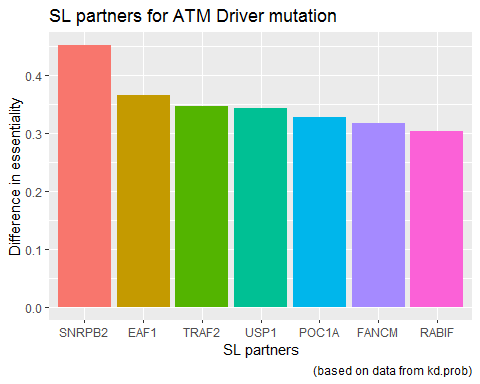 SL partners for ATM Driver mutation
Difference in essentiality
0.4
0.3
0.2
0.1
0.0
SNRPB2 EAF1 TRAF2 USP1 POC1A FANCM RABIF
SL partners
(based on data from kd.prob)